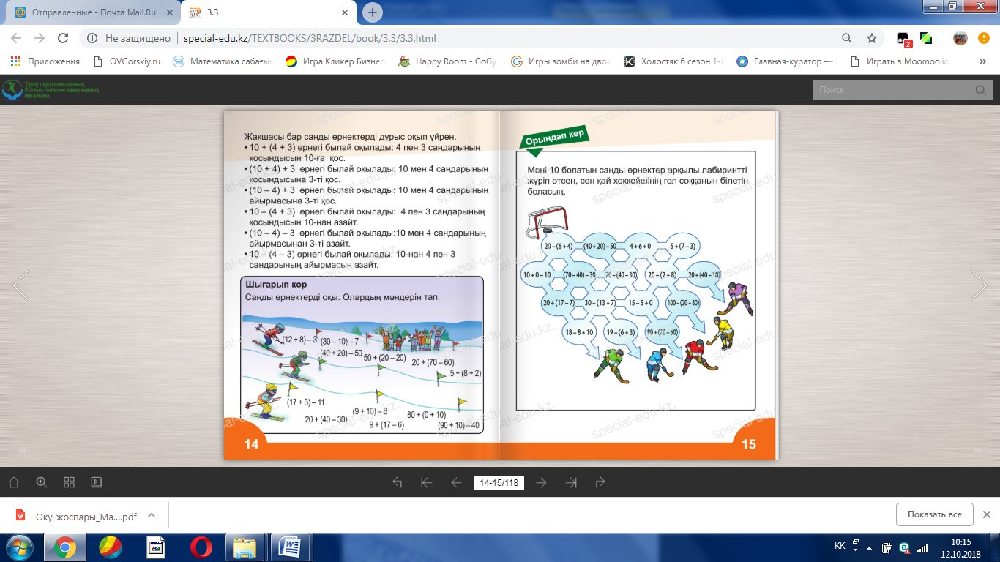 Отправленные - Почта Mail.Ru
3.3
Не защищено | special-edu.kz/TEXTBOOKS/3RAZDEL/book/3.3/3.3.html
2
Приложения
OVGorskiy.ru
Математика сабағын
Игра Кликер Бизнес
Happy Room - GoGy
Игры зомби на двои
Холостяк 6 сезон 1-8
Главная-куратор —
Играть в Moomoo.io
»
Түзеу педагогикасының
Ұлттық ғылыми-практикалық
орталығы
Поиск
Жақшасы бар санды өрнектерді дұрыс оқып үйрен.
• 10 + (4 + 3) өрнегі былай оқылады: 4 пен 3 сандарының
қосындысын 10-ға қос.
• (10 + 4) + 3 өрнегі былай оқылады: 10 мен 4 сандарының
қосындысына 3-ті қос.
• (10 – 4) + 3 өрнегі былай оқылады: 10 мен 4 сандарының
айырмасына 3-ті қос.
• 10 – (4 + 3) өрнегі былай оқылады: 4 пен 3 сандарының
қосындысын 10-нан азайт.
• (10 – 4) – 3 өрнегі былай оқылады:10 мен 4 сандарының
айырмасынан 3-ті азайт.
• 10 – (4 – 3) өрнегі былай оқылады: 10-нан 4 пен 3
сандарының айырмасын азайт.
Шығарып көр
Санды өрнектерді оқы. Олардың мәндерін тап.
(12 + 8) – 3
(30 – 10) – 7
(40 + 20) – 50
50 + (20 – 20)
20 + (70 – 60)
5 + (8 + 2)
(17 + 3) – 11
20 + (40 – 30)
(9 + 10) – 8
9 + (17 – 6)
80 + (0 + 10)
(90 + 10) – 40
14
Орындап көр
Мәні 10 болатын санды өрнектер арқылы лабиринтті
жүріп өтсең, сен қай хоккейшінің гол соққанын білетін
боласың.
20 – (6 + 4)
(40 + 20) – 50
4 + 6 + 0
5 + (7 – 3)
10 + 0 – 10
(70 – 40) – 30
70 – (40 – 30)
20 – (2 + 8)
20 + (40 – 10)
20 + (17 – 7)
30 – (13 + 7)
15 – 5 + 0
100 – (20 + 80)
18 – 8 + 10
19 – (6 + 3)
90 + (70 – 60)
15
special-edu.kz.
14-15/118
Оку-жоспары_Ма....pdf
Показать все
KK
10:15
12.10.2018